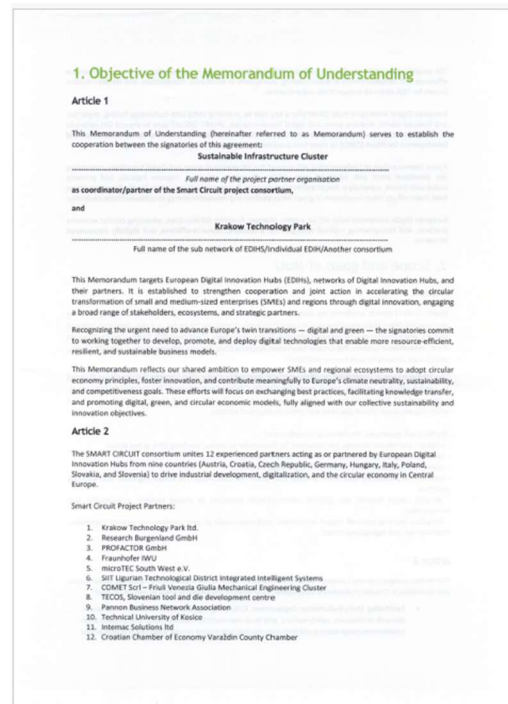 1. Objective of the Memorandum of Understanding
Article 1
This Memorandum of Understanding (hereinafter referred to as Memorandum) serves to establish the
cooperation between the signatories of this agreement:
Sustainable Infrastructure Cluster
Full name of the project partner organisation
as coordinator/partner of the Smart Circuit project consortium,
and
Krakow Technology Park
Full name of the sub network of EDIHS/Individual EDIH/Another consortium
This Memorandum targets European Digital Innovation Hubs (EDIHs), networks of Digital Innovation Hubs, and
their partners. It is established to strengthen cooperation and joint action in accelerating the circular
transformation of small and medium-sized enterprises (SMEs) and regions through digital innovation, engaging
a broad range of stakeholders, ecosystems, and strategic partners.
Recognizing the urgent need to advance Europe's twin transitions — digital and green — the signatories commit
to working together to develop, promote, and deploy digital technologies that enable more resource-efficient,
resilient, and sustainable business models.
This Memorandum reflects our shared ambition to empower SMEs and regional ecosystems to adopt circular
economy principles, foster innovation, and contribute meaningfully to Europe's climate neutrality, sustainability,
and competitiveness goals. These efforts will focus on exchanging best practices, facilitating knowledge transfer,
and promoting digital, green, and circular economic models, fully aligned with our collective sustainability and
innovation objectives.
Article 2
The SMART CIRCUIT consortium unites 12 experienced partners acting as or partnered by European Digital
Innovation Hubs from nine countries (Austria, Croatia, Czech Republic, Germany, Hungary, Italy, Poland,
Slovakia, and Slovenia) to drive industrial development, digitalization, and the circular economy in Central
Europe.
Smart Circuit Project Partners:
1. Krakow Technology Park ltd.
2. Research Burgenland GmbH
3. PROFACTOR GmbH
4. Fraunhofer IWU
5. microTEC South West e.V.
6. SIIT Ligurian Technological District Integrated Intelligent Systems
7. COMET Scrl – Friuli Venezia Giulia Mechanical Engineering Cluster
8. TECOS, Slovenian tool and die development centre
9. Pannon Business Network Association
10. Technical University of Kosice
11. Intemac Solutions ltd
12. Croatian Chamber of Economy Varaždin County Chamber